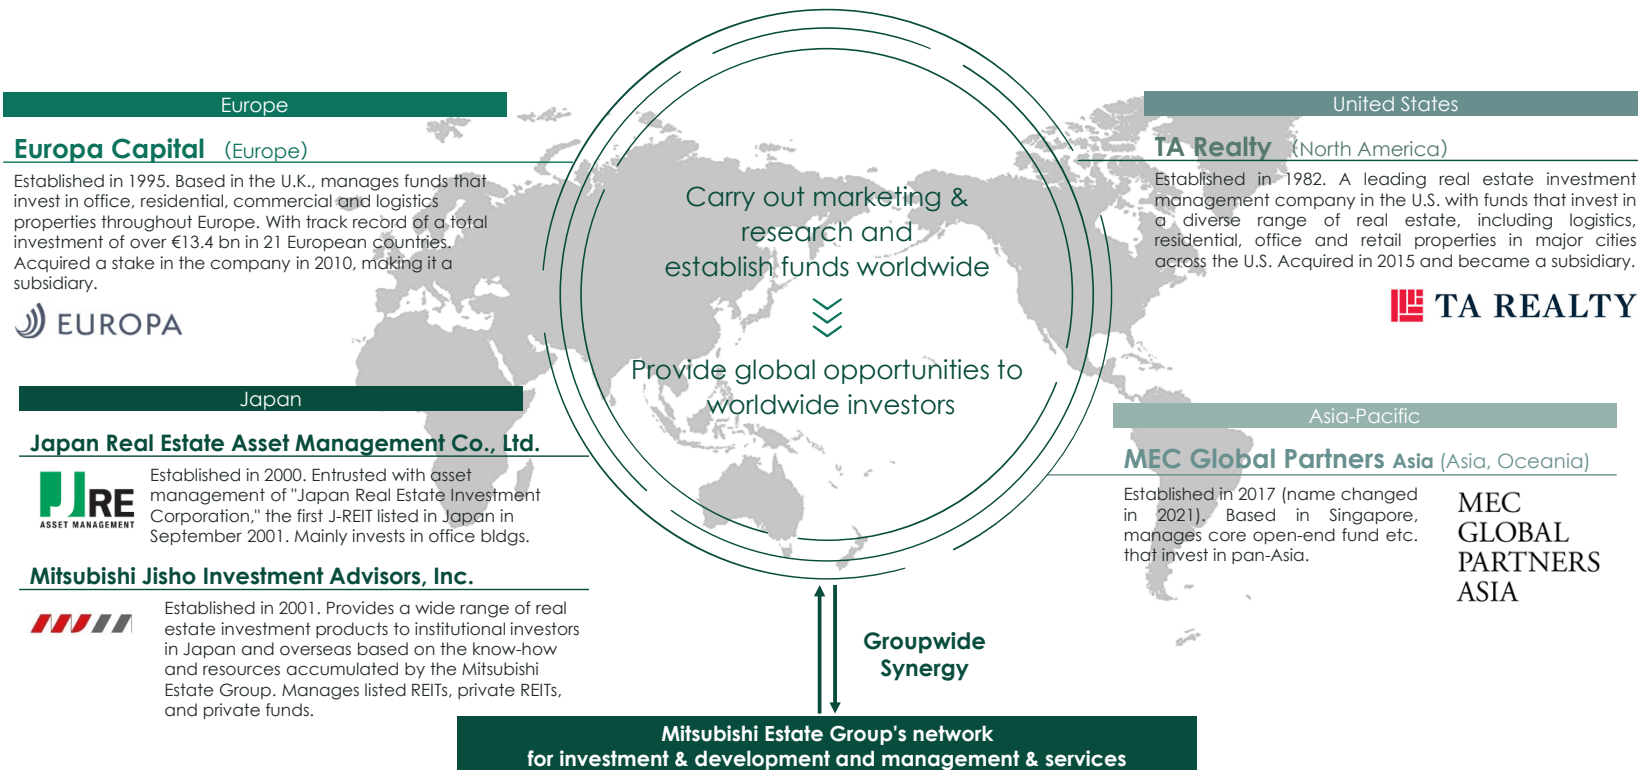 Europe
Europa Capital (Europe)
Established in 1995. Based in the U.K., manages funds that
invest in office, residential, commercial and logistics
properties throughout Europe. With track record of a total
investment of over €13.4 bn in 21 European countries.
Acquired a stake in the company in 2010, making it a
subsidiary.
EUROPA
Japan
Japan Real Estate Asset Management Co., Ltd.
JRE
ASSET MANAGEMENT
Established in 2000. Entrusted with asset
management of "Japan Real Estate Investment
Corporation," the first J-REIT listed in Japan in
September 2001. Mainly invests in office bldgs.
Mitsubishi Jisho Investment Advisors, Inc.
Established in 2001. Provides a wide range of real
estate investment products to institutional investors
in Japan and overseas based on the know-how
and resources accumulated by the Mitsubishi
Estate Group. Manages listed REITs, private REITs,
and private funds.
Carry out marketing &
research and
establish funds worldwide
Provide global opportunities to
worldwide investors
United States
TA Realty (North America)
Established in 1982. A leading real estate investment
management company in the U.S. with funds that invest in
a diverse range of real estate, including logistics,
residential, office and retail properties in major cities
across the U.S. Acquired in 2015 and became a subsidiary.
TA REALTY
Asia-Pacific
MEC Global Partners Asia (Asia, Oceania)
Established in 2017 (name changed
in 2021). Based in Singapore,
manages core open-end fund etc.
that invest in pan-Asia.
MEC
GLOBAL
PARTNERS
ASIA
Groupwide
Synergy
Mitsubishi Estate Group's network
for investment & development and management & services